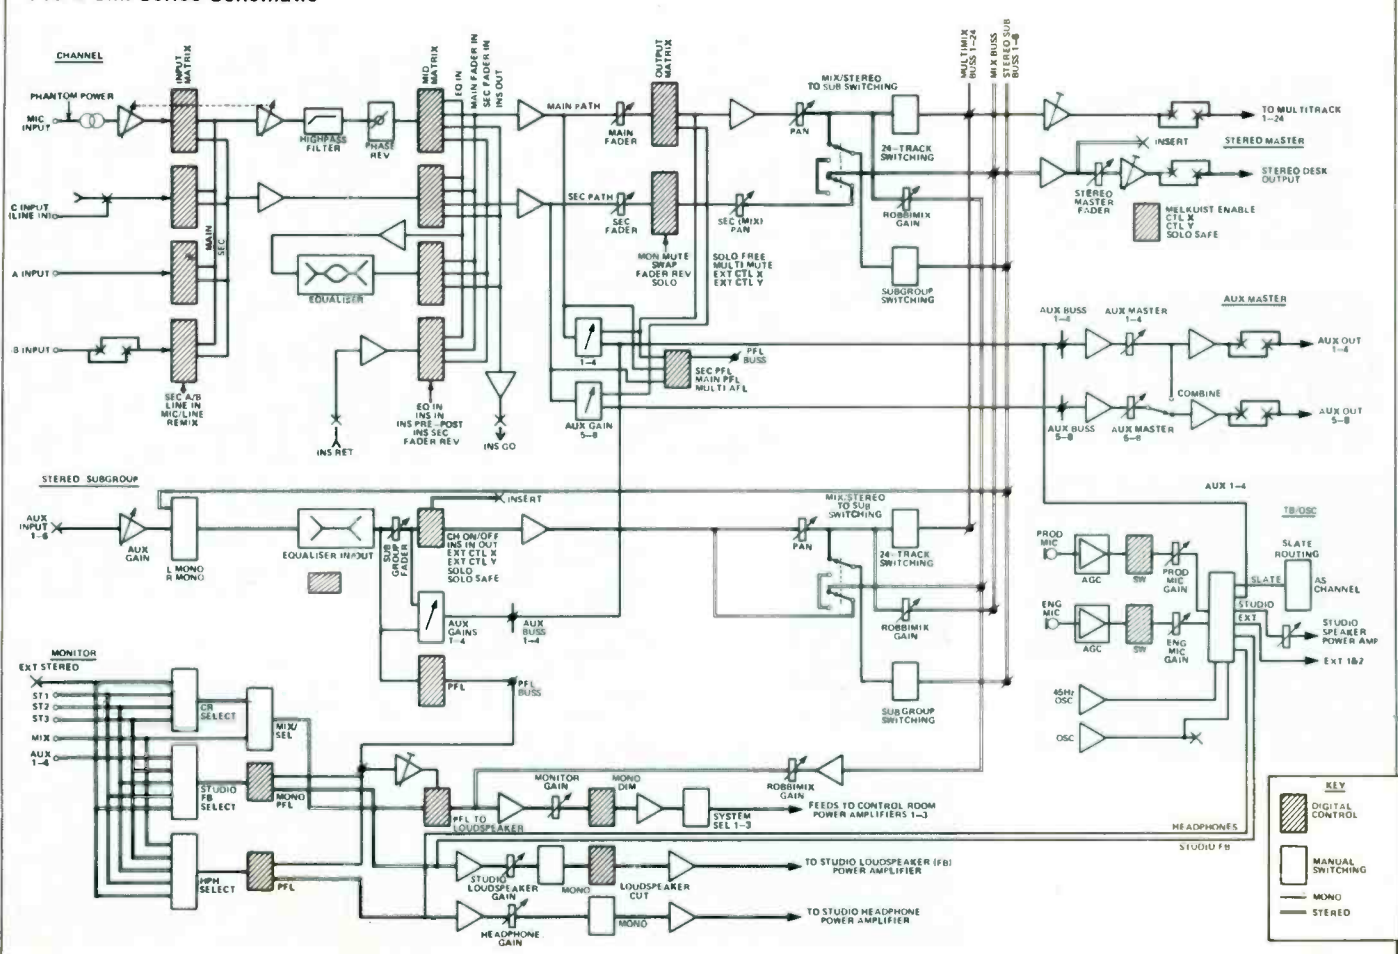 CHANNEL
PHANTOM POWER
MIC
INPUT
INPUT
MATRIX
HIGHPASS
FILTER
PHASE
REV
MID
MATRIX
EQ IN
MAIN FADER IN
SEC FADER IN
INS OUT
MAIN PATH
MAIN
FADER
OUTPUT
MATRIX
PAN
MIX/STEREO
TO SUB SWITCHING
24-TRACK
SWITCHING
MULTIMIX
BUSS 1-24
MIX BUSS
STEREO SUB
BUSS 1-6
TO MULTITRACK
1-24
INSERT
STEREO MASTER
STEREO DESK
OUTPUT
STEREO
MASTER
FADER
MELKUIST ENABLE
CTL X
CTL Y
SOLO SAFE
C INPUT
(LINE IN)
MAIN
SEC
SEC PATH
SEC
FADER
SEC (MIX)
PAN
ROBBIMIX
GAIN
A INPUT
EQUALISER
MON MUTE
SWAP
FADER REV
SOLO
SOLO FREE
MULTI MUTE
EXT CTL X
EXT CTL Y
SUBGROUP
SWITCHING
B INPUT
SEC A/B
LINE IN
MIC/LINE
REMIX
INS RET
EQ IN
INS IN
INS PRE-POST
INS SEC
FADER REV
INS GO
1-4
AUX GAIN
5-8
PFL
BUSS
SEC PFL
MAIN PFL
MULTI AFL
AUX BUSS
1-4
AUX MASTER
1-4
AUX MASTER
AUX OUT
1-4
COMBINE
AUX BUSS
5-8
AUX MASTER
5-8
AUX OUT
5-8
STEREO SUBGROUP
AUX
INPUT
1-6
AUX
GAIN
L MONO
R MONO
EQUALISER IN/OUT
SUB
GROUP
FADER
INSERT
CH ON/OFF
INS IN OUT
EXT CTL X
EXT CTL Y
SOLO
SOLO SAFE
AUX
GAINS
1-4
AUX
BUSS
1-4
PFL
PFL
BUSS
PAN
MIX/STEREO
TO SUB
SWITCHING
24-TRACK
SWITCHING
ROBBIMIX
GAIN
SUBGROUP
SWITCHING
AUX 1-4
TB/OSC
PROD
MIC
AGC
SW
PROD
MIC
GAIN
SLATE
ROUTING
SLATE
AS
CHANNEL
ENG
MIC
AGC
SW
ENG
MIC
GAIN
STUDIO
EXT
STUDIO
SPEAKER
POWER AMP
EXT 1&2
45Hz
OSC
OSC
MONITOR
EXT STEREO
ST1
ST2
ST3
MIX
AUX
1-4
CR
SELECT
MIX/
SEL
STUDIO
FB
SELECT
MONO
PFL
HPH
SELECT
PFL
PFL TO
LOUDSPEAKER
MONITOR
GAIN
MONO
DIM
SYSTEM
SEL 1-3
ROBBIMIX
GAIN
FEEDS TO CONTROL ROOM
POWER AMPLIFIERS 1-3
HEADPHONES
STUDIO FB
STUDIO
LOUDSPEAKER
GAIN
MONO
LOUDSPEAKER
CUT
TO STUDIO LOUDSPEAKER (FB)
POWER AMPLIFIER
HEADPHONE
GAIN
MONO
TO STUDIO HEADPHONE
POWER AMPLIFIER
KEY
DIGITAL
CONTROL
MANUAL
SWITCHING
MONO
STEREO